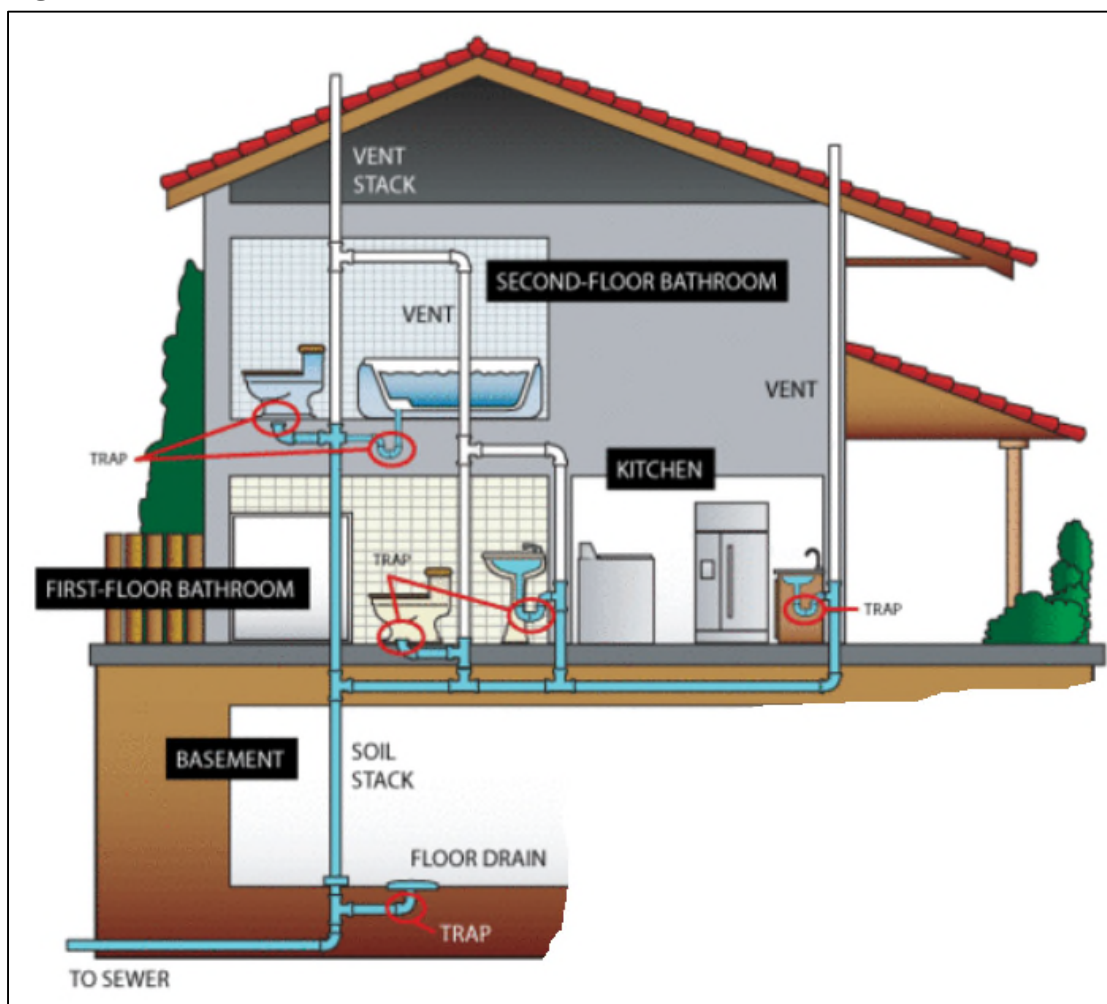 VENT
STACK
SECOND-FLOOR BATHROOM
VENT
VENT
TRAP
KITCHEN
TRAP
FIRST-FLOOR BATHROOM
TRAP
BASEMENT
SOIL
STACK
FLOOR DRAIN
TRAP
TO SEWER